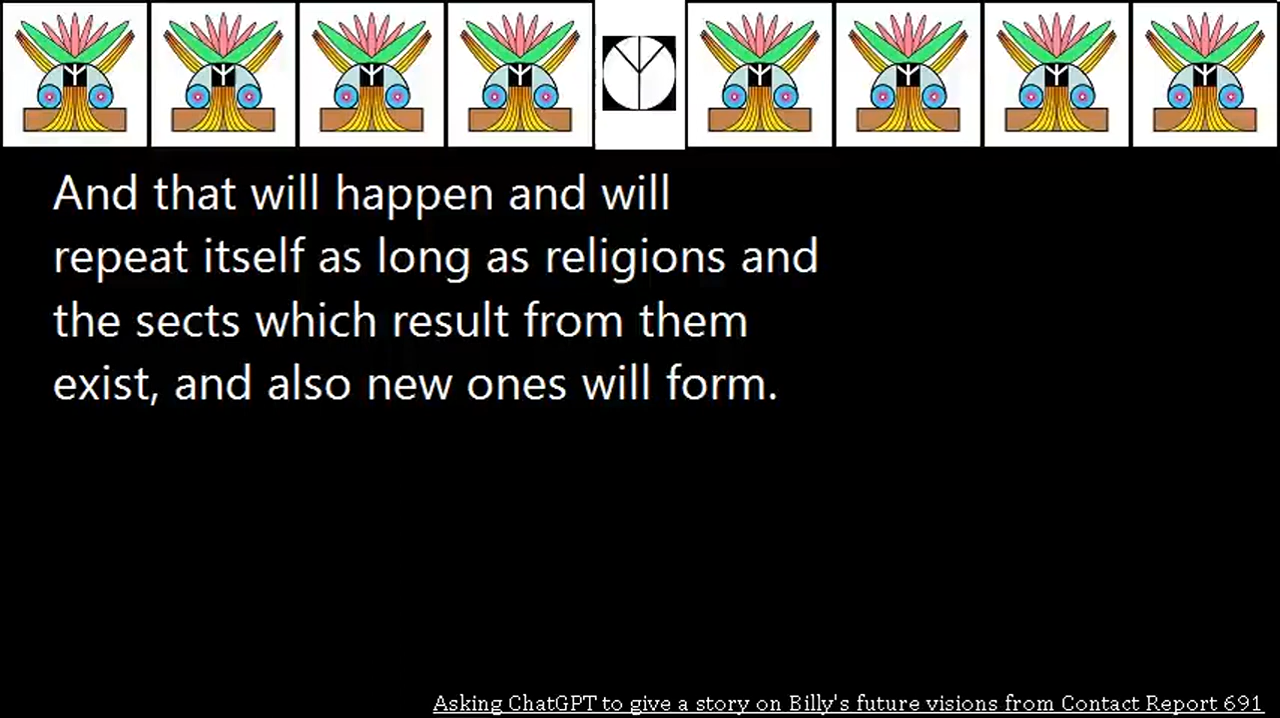 And that will happen and will
repeat itself as long as religions and
the sects which result from them
exist, and also new ones will form.
Asking ChatGPT to give a story on Billy's future visions from Contact Report 691